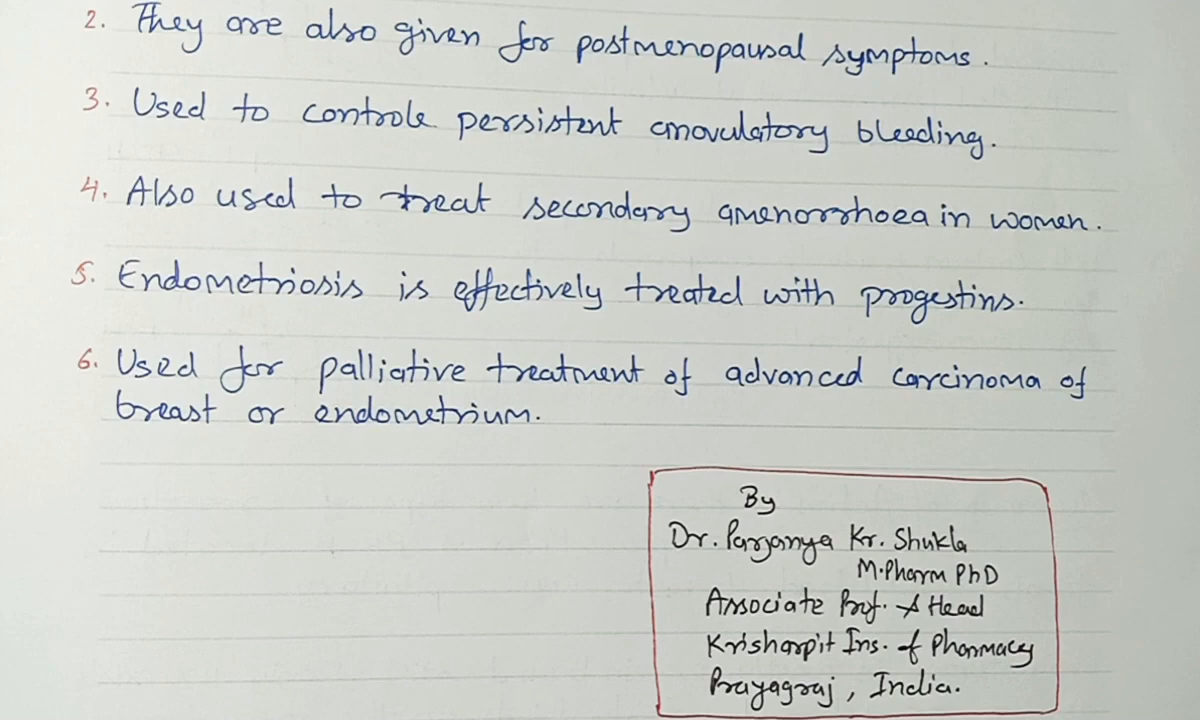 2. They are also given for postmenopausal symptoms.
3. Used to controle persistent anovulatory bleeding.
4. Also used to treat secondary amenorrhoea in women.
5. Endometriosis is effectively treated with progestins.
6. Used for palliative treatment of advanced carcinoma of
breast or endometrium.
By
Dr. Parjanya Kr. Shukla
M.Pharm PhD
Associate Prof. & Head
Krisharpit Ins. of Pharmacy
Prayagraj, India.